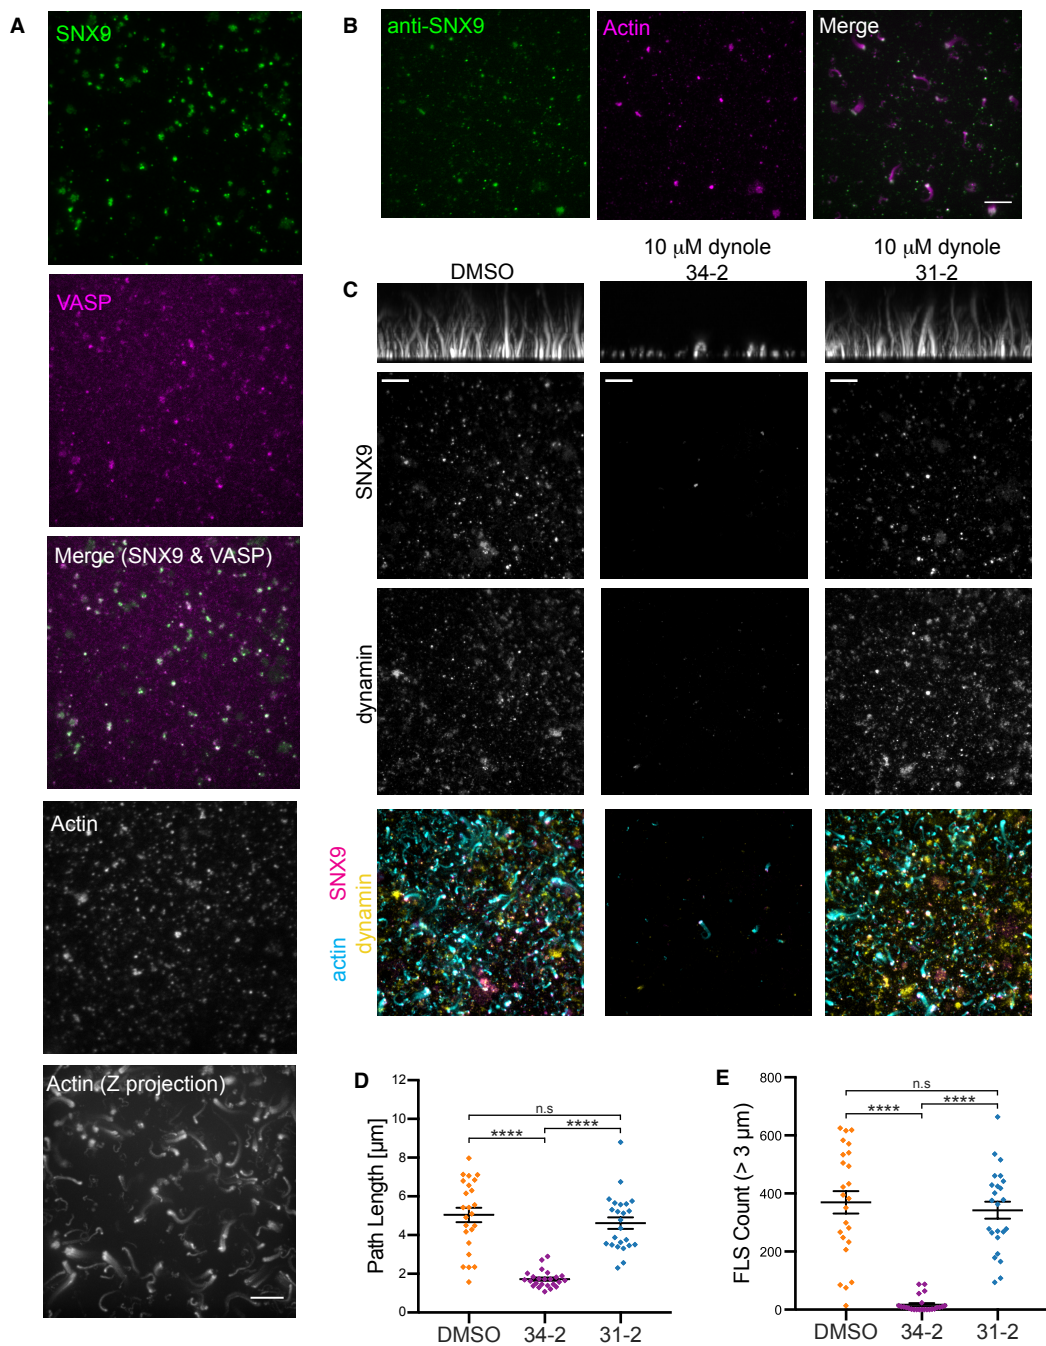 A
SNX9
VASP
Merge (SNX9 & VASP)
Actin
Actin (Z projection)
B
anti-SNX9
Actin
Merge
C
DMSO
10 μM dynole
34-2
10 μM dynole
31-2
SNX9
dynamin
actin SNX9
dynamin
D
Path Length [µm]
12
10
8
6
4
2
0
n.s
****
****
DMSO
34-2
31-2
E
FLS Count (> 3 µm)
800
600
400
200
0
n.s
****
****
DMSO
34-2
31-2